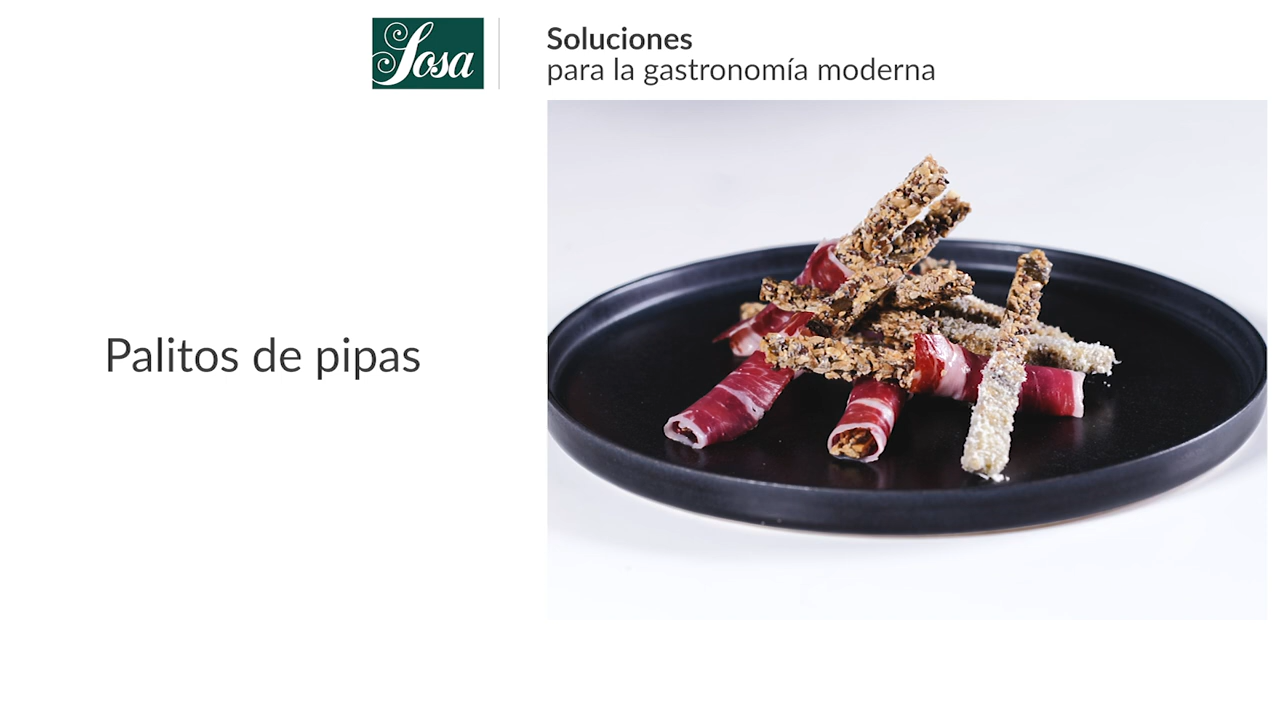 Sosa
Soluciones
para la gastronomía moderna
Palitos de pipas